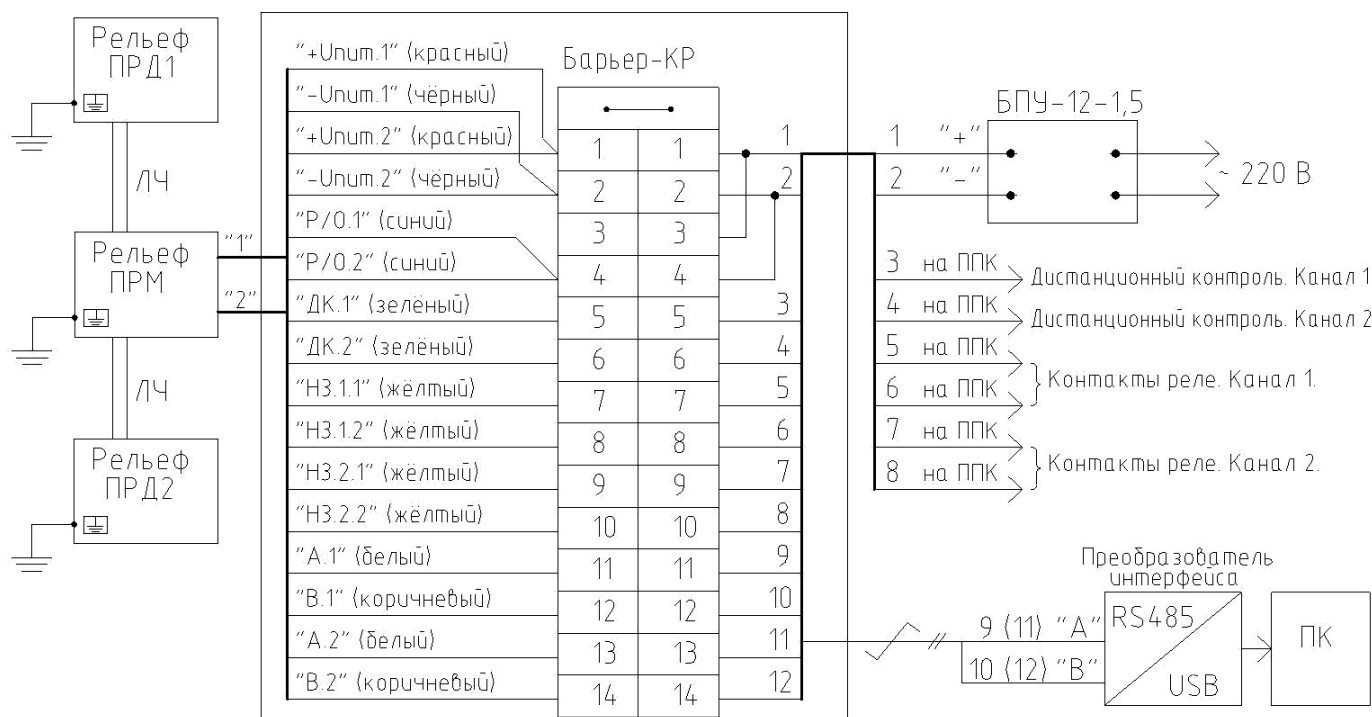 Рельеф
ПРД1
ЛЧ
Рельеф
ПРМ
"1"
"2"
ЛЧ
Рельеф
ПРД2
"+Uпит.1" (красный)
"-Uпит.1" (чёрный)
"+Uпит.2" (красный)
"-Uпит.2" (чёрный)
"Р/О.1" (синий)
"Р/О.2" (синий)
"ДК.1" (зелёный)
"ДК.2" (зелёный)
"НЗ.1.1" (жёлтый)
"НЗ.1.2" (жёлтый)
"НЗ.2.1" (жёлтый)
"НЗ.2.2" (жёлтый)
"А.1" (белый)
"В.1" (коричневый)
"А.2" (белый)
"В.2" (коричневый)
Барьер-КР
1 1
2 2
3 3
4 4
5 5
6 6
7 7
8 8
9 9
10 10
11 11
12 12
13 13
14 14
1
2
3
4
5
6
7
8
9
10
11
12
БПУ-12-1,5
1 "+"
2 "-"
~ 220 В
3 на ППК Дистанционный контроль. Канал 1
4 на ППК Дистанционный контроль. Канал 2
5 на ППК
6 на ППК
Контакты реле. Канал 1.
7 на ППК
8 на ППК
Контакты реле. Канал 2.
Преобразователь
интерфейса
9 (11) "А"
10 (12) "В"
RS485
USB
ПК